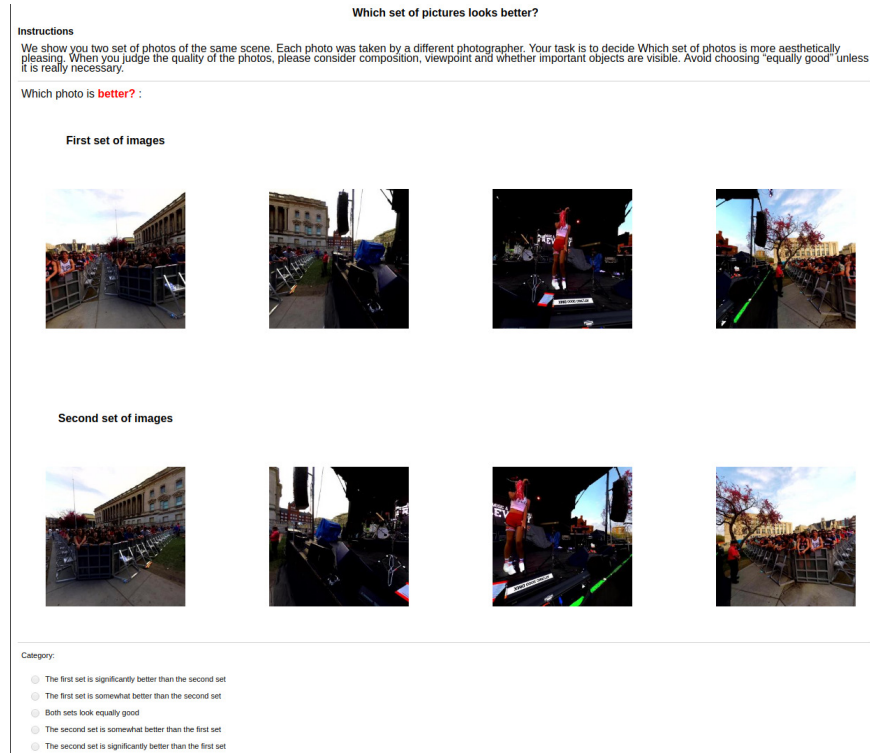 Which set of pictures looks better?
Instructions
We show you two set of photos of the same scene. Each photo was taken by a different photographer. Your task is to decide Which set of photos is more aesthetically
pleasing. When you judge the quality of the photos, please consider composition, viewpoint and whether important objects are visible. Avoid choosing "equally good" unless
it is really necessary.
Which photo is better? :
First set of images
Second set of images
Category:
The first set is significantly better than the second set
The first set is somewhat better than the second set
Both sets look equally good
The second set is somewhat better than the first set
The second set is significantly better than the first set